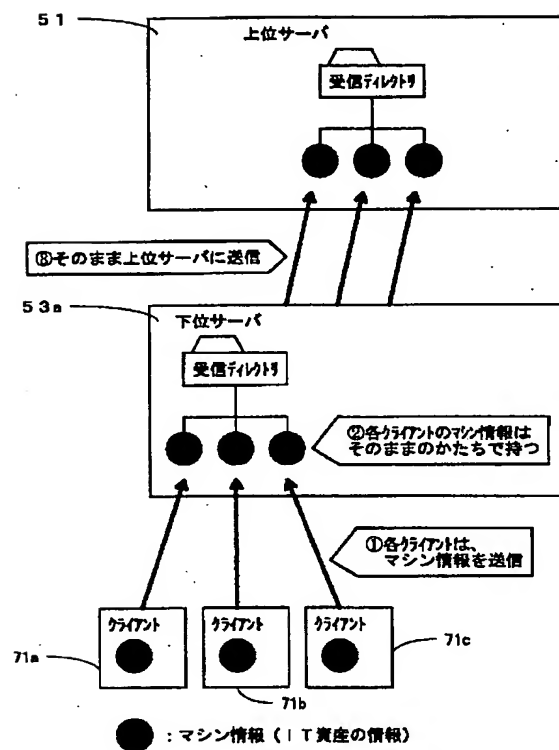 51
上位サーバ
受信ディレクトリ
⑧そのまま上位サーバに送信
53a
下位サーバ
受信ディレクトリ
②各クライアントのマシン情報は
そのままのかたちで持つ
①各クライアントは、
マシン情報を送信
クライアント
クライアント
クライアント
71a
71b
71c
：マシン情報（ＩＴ資産の情報）